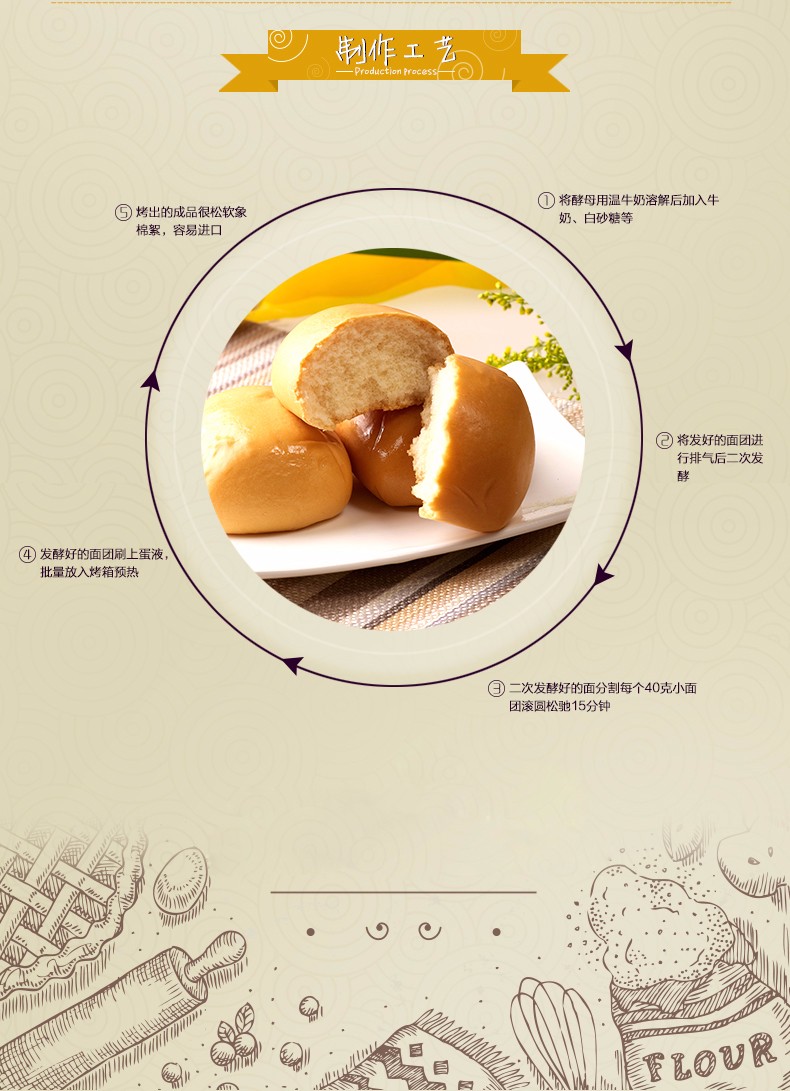 制作工艺
Production Process
① 将酵母用温牛奶溶解后加入牛
奶、白砂糖等
② 将发好的面团进
行排气后二次发
酵
③ 二次发酵好的面分割每个40克小面
团滚圆松驰15分钟
④ 发酵好的面团刷上蛋液，
批量放入烤箱预热
⑤ 烤出的成品很松软象
棉絮，容易进口
FLOUR